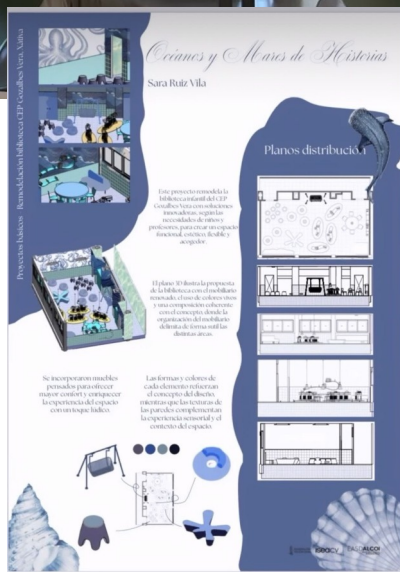 Océanos y Mares de Historias
Sara Ruiz Vila
Proyectos básicos Remodelación biblioteca CEP Gozalbes Vera, Xàtiva
Planos distribución
Este proyecto remodela la
biblioteca infantil del CEP
Gozalbes Vera con soluciones
innovadoras, según las
necesidades de niños y
profesores, para crear un espacio
funcional, estético, flexible y
acogedor.
El plano 3D ilustra la propuesta
de la biblioteca con el mobiliario
renovado, el uso de colores vivos
y una composición coherente
con el concepto, donde la
organización del mobiliario
delimita de forma sutil las
distintas áreas.
Se incorporaron muebles
pensados para ofrecer
mayor confort y enriquecer
la experiencia del espacio
con un toque lúdico.
Las formas y colores de
cada elemento refuerzan
el concepto del diseño,
mientras que las texturas de
las paredes complementan
la experiencia sensorial y el
contexto del espacio
iseacv
EASDALCOI